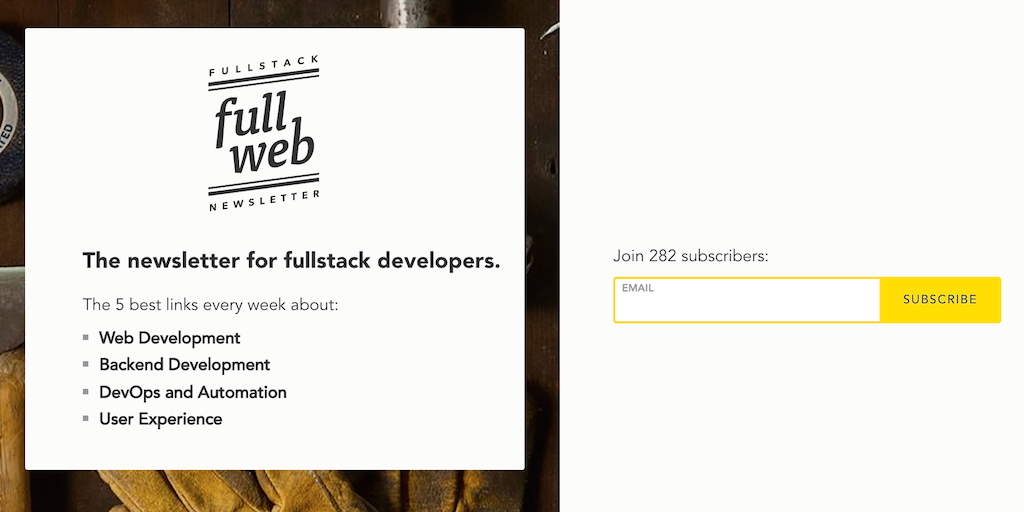 FULLSTACK
full
web
NEWSLETTER
The newsletter for fullstack developers.
The 5 best links every week about:
Web Development
Backend Development
DevOps and Automation
User Experience
Join 282 subscribers:
EMAIL
SUBSCRIBE